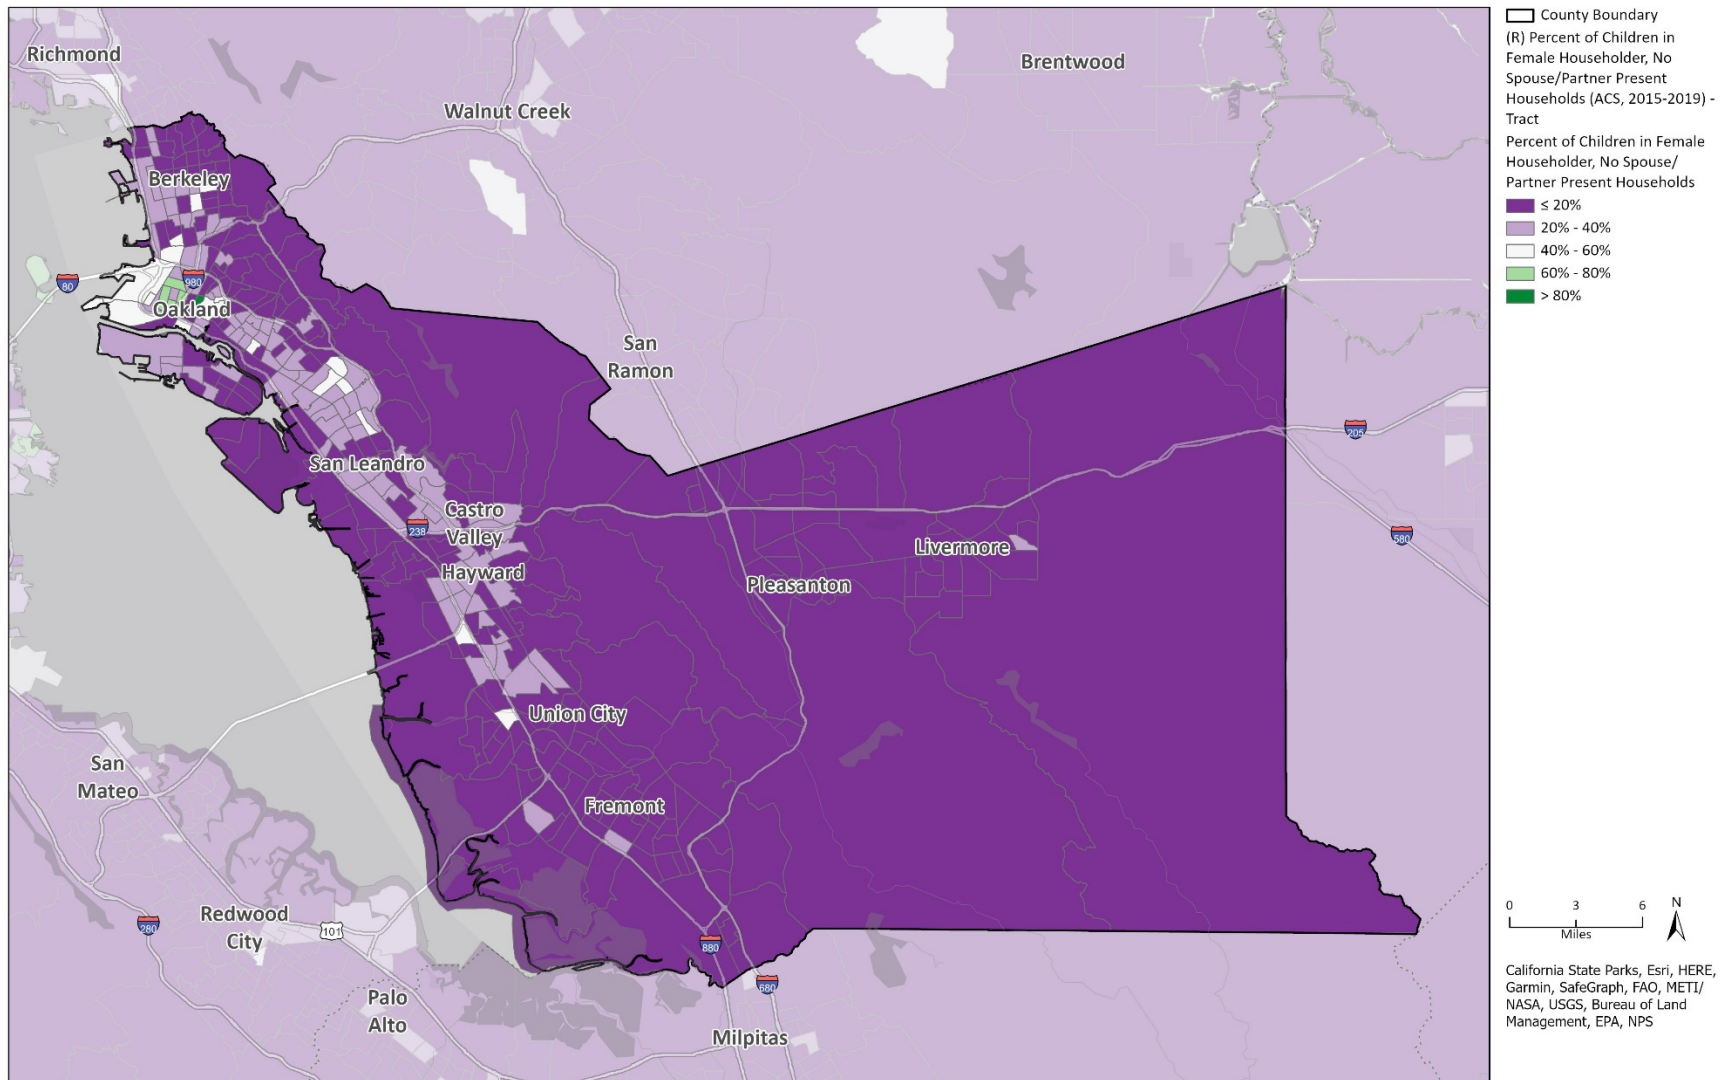 Richmond
Brentwood
Walnut Creek
Berkeley
80
980
Oakland
San
Ramon
205
San Leandro
Castro
Valley
238
580
Livermore
Hayward
Pleasanton
Union City
San
Mateo
Fremont
Redwood
City
280
101
880
680
Palo
Alto
Milpitas
County Boundary
(R) Percent of Children in
Female Householder, No
Spouse/Partner Present
Households (ACS, 2015-2019) -
Tract
Percent of Children in Female
Householder, No Spouse/
Partner Present Households
≤ 20%
20% - 40%
40% - 60%
60% - 80%
> 80%
0 3 6
Miles
N
California State Parks, Esri, HERE,
Garmin, SafeGraph, FAO, METI/
NASA, USGS, Bureau of Land
Management, EPA, NPS